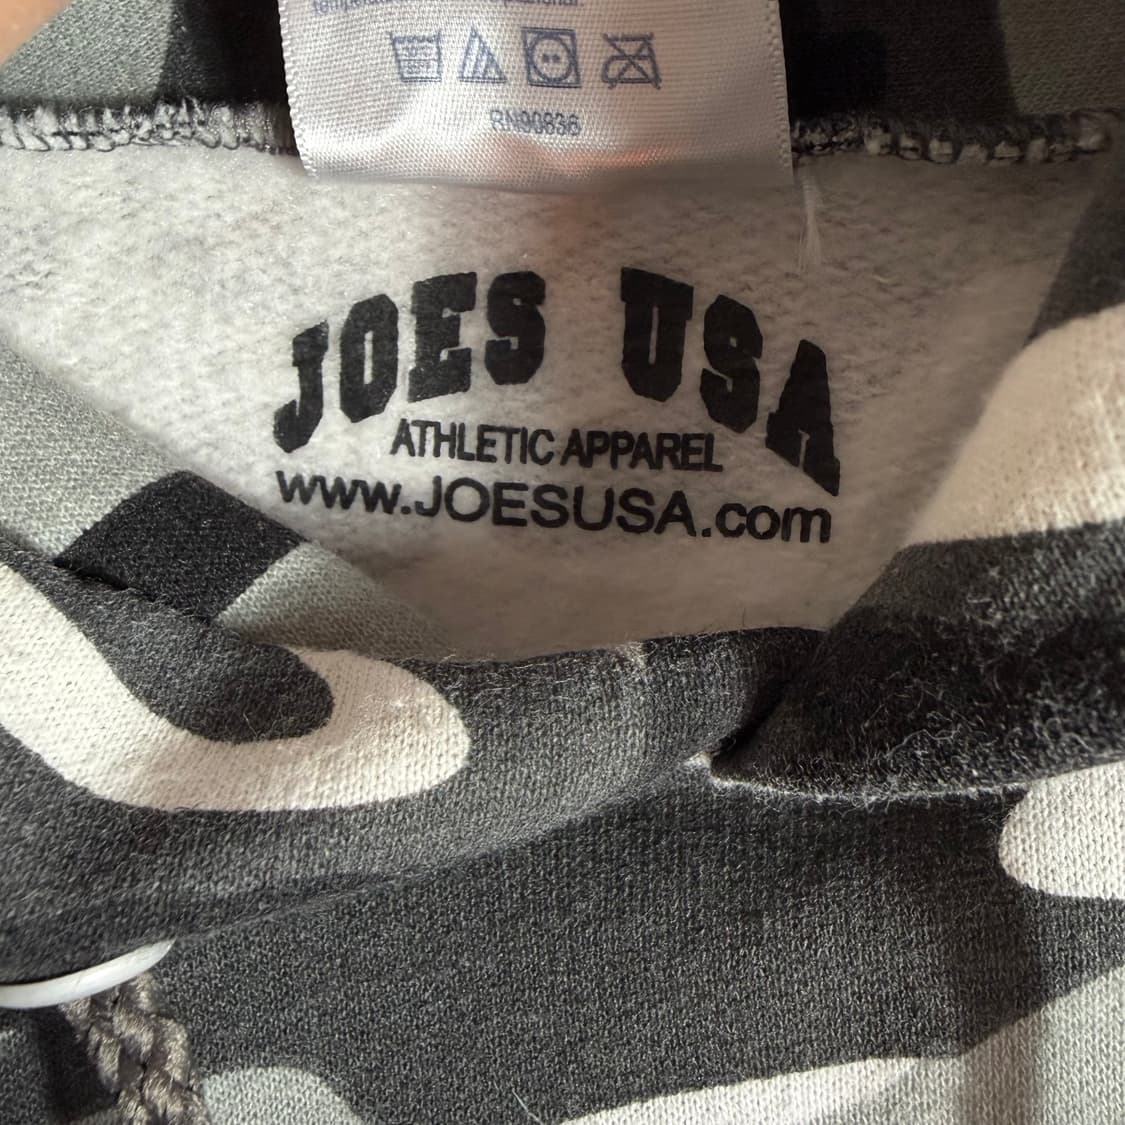 RN90836
JOES USA
ATHLETIC APPAREL
www.JOESUSA.com